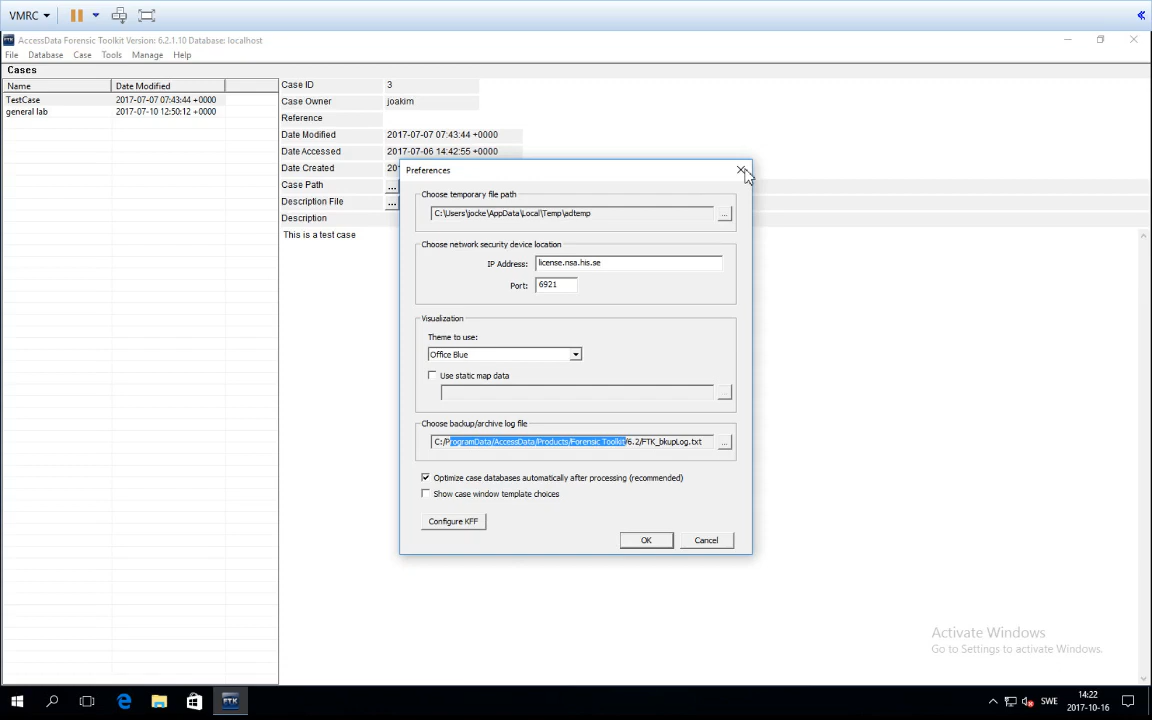 VMRC
AccessData Forensic Toolkit Version: 6.2.1.10 Database: localhost
File Database Case Tools Manage Help
Cases
Name Date Modified
TestCase 2017-07-07 07:43:44 +0000
general lab 2017-07-10 12:50:12 +0000
Case ID 3
Case Owner joakim
Reference
Date Modified 2017-07-07 07:43:44 +0000
Date Accessed 2017-07-06 14:42:55 +0000
Date Created 20
Case Path ...
Description File ...
Description
This is a test case
Preferences
Choose temporary file path
C:\Users\jocke\AppData\Local\Temp\adtemp ...
Choose network security device location
IP Address: license.nsa.his.se
Port: 6921
Visualization
Theme to use:
Office Blue
Use static map data
...
Choose backup/archive log file
C:/ProgramData/AccessData/Products/Forensic Toolkit/6.2/FTK_bkupLog.txt ...
Optimize case databases automatically after processing (recommended)
Show case window template choices
Configure KFF
OK Cancel
Activate Windows
Go to Settings to activate Windows.
FTK
SWE
14:22
2017-10-16